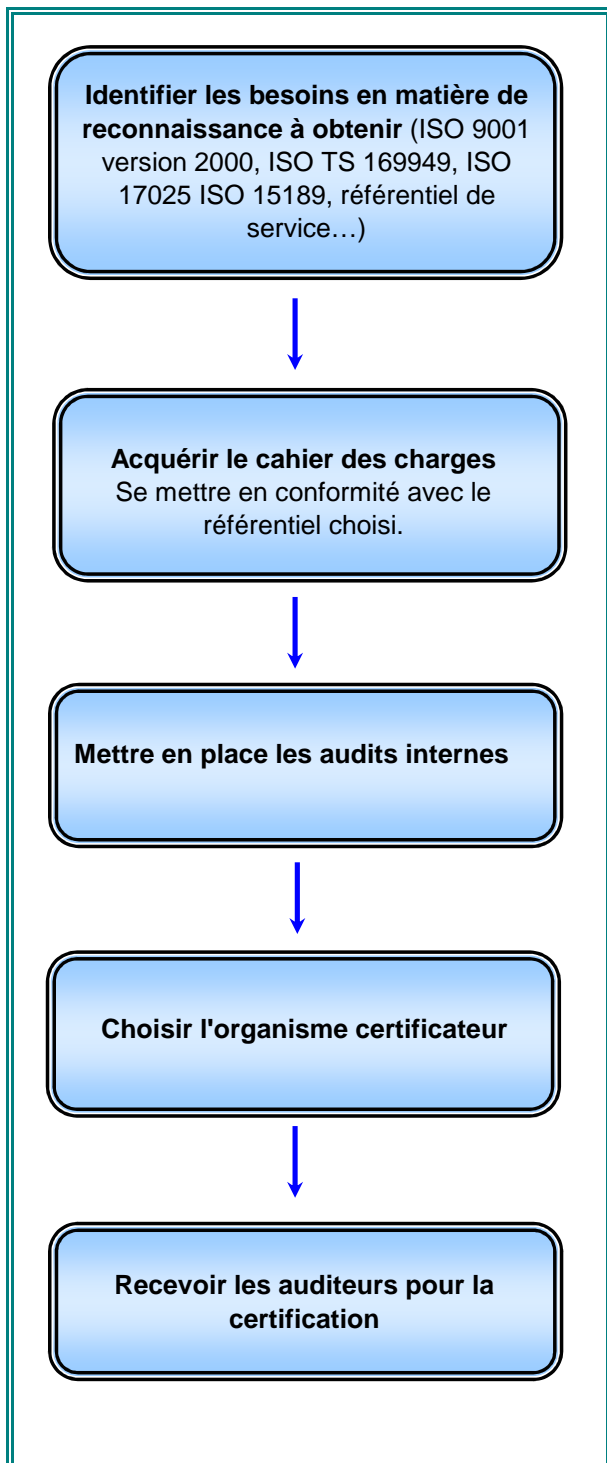 Identifier les besoins en matière de
reconnaissance à obtenir (ISO 9001
version 2000, ISO TS 169949, ISO
17025 ISO 15189, référentiel de
service…)
Acquérir le cahier des charges
Se mettre en conformité avec le
référentiel choisi.
Mettre en place les audits internes
Choisir l'organisme certificateur
Recevoir les auditeurs pour la
certification